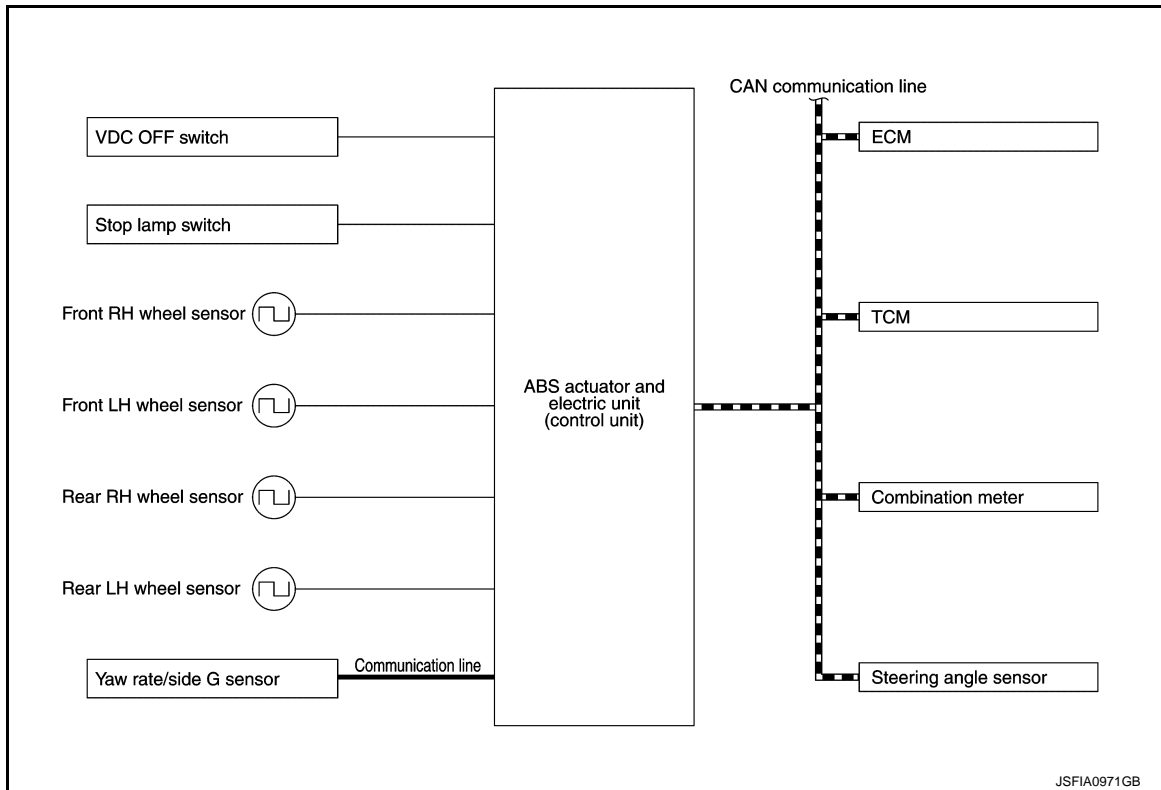 CAN communication line
VDC OFF switch
ECM
Stop lamp switch
Front RH wheel sensor
TCM
Front LH wheel sensor
ABS actuator and
electric unit
(control unit)
Rear RH wheel sensor
Combination meter
Rear LH wheel sensor
Yaw rate/side G sensor
Communication line
Steering angle sensor
JSFIA0971GB